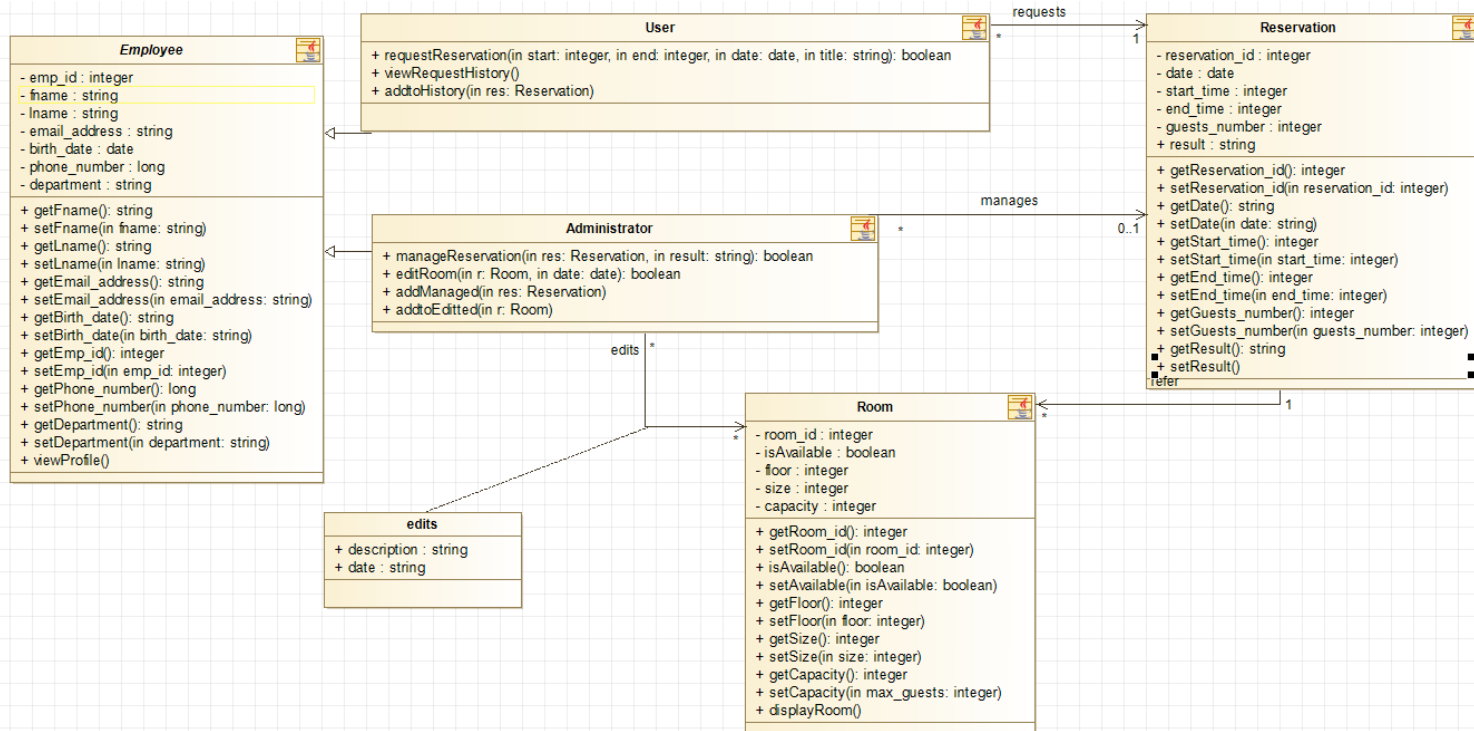 Employee
- emp_id : integer
- fname : string
- lname : string
- email_address : string
- birth_date : date
- phone_number : long
- department : string
+ getFname(): string
+ setFname(in fname: string)
+ getLname(): string
+ setLname(in lname: string)
+ getEmail_address(): string
+ setEmail_address(in email_address: string)
+ getBirth_date(): string
+ setBirth_date(in birth_date: string)
+ getEmp_id(): integer
+ setEmp_id(in emp_id: integer)
+ getPhone_number(): long
+ setPhone_number(in phone_number: long)
+ getDepartment(): string
+ setDepartment(in department: string)
+ viewProfile()
User
+ requestReservation(in start: integer, in end: integer, in date: date, in title: string): boolean
+ viewRequestHistory()
+ addtoHistory(in res: Reservation)
requests
*
1
Reservation
- reservation_id : integer
- date : date
- start_time : integer
- end_time : integer
- guests_number : integer
+ result : string
+ getReservation_id(): integer
+ setReservation_id(in reservation_id: integer)
+ getDate(): string
+ setDate(in date: string)
+ getStart_time(): integer
+ setStart_time(in start_time: integer)
+ getEnd_time(): integer
+ setEnd_time(in end_time: integer)
+ getGuests_number(): integer
+ setGuests_number(in guests_number: integer)
+ getResult(): string
+ setResult()
refer
1
*
Administrator
+ manageReservation(in res: Reservation, in result: string): boolean
+ editRoom(in r: Room, in date: date): boolean
+ addManaged(in res: Reservation)
+ addtoEditted(in r: Room)
manages
*
0..1
edits
*
*
edits
+ description : string
+ date : string
Room
- room_id : integer
- isAvailable : boolean
- floor : integer
- size : integer
- capacity : integer
+ getRoom_id(): integer
+ setRoom_id(in room_id: integer)
+ isAvailable(): boolean
+ setAvailable(in isAvailable: boolean)
+ getFloor(): integer
+ setFloor(in floor: integer)
+ getSize(): integer
+ setSize(in size: integer)
+ getCapacity(): integer
+ setCapacity(in max_guests: integer)
+ displayRoom()